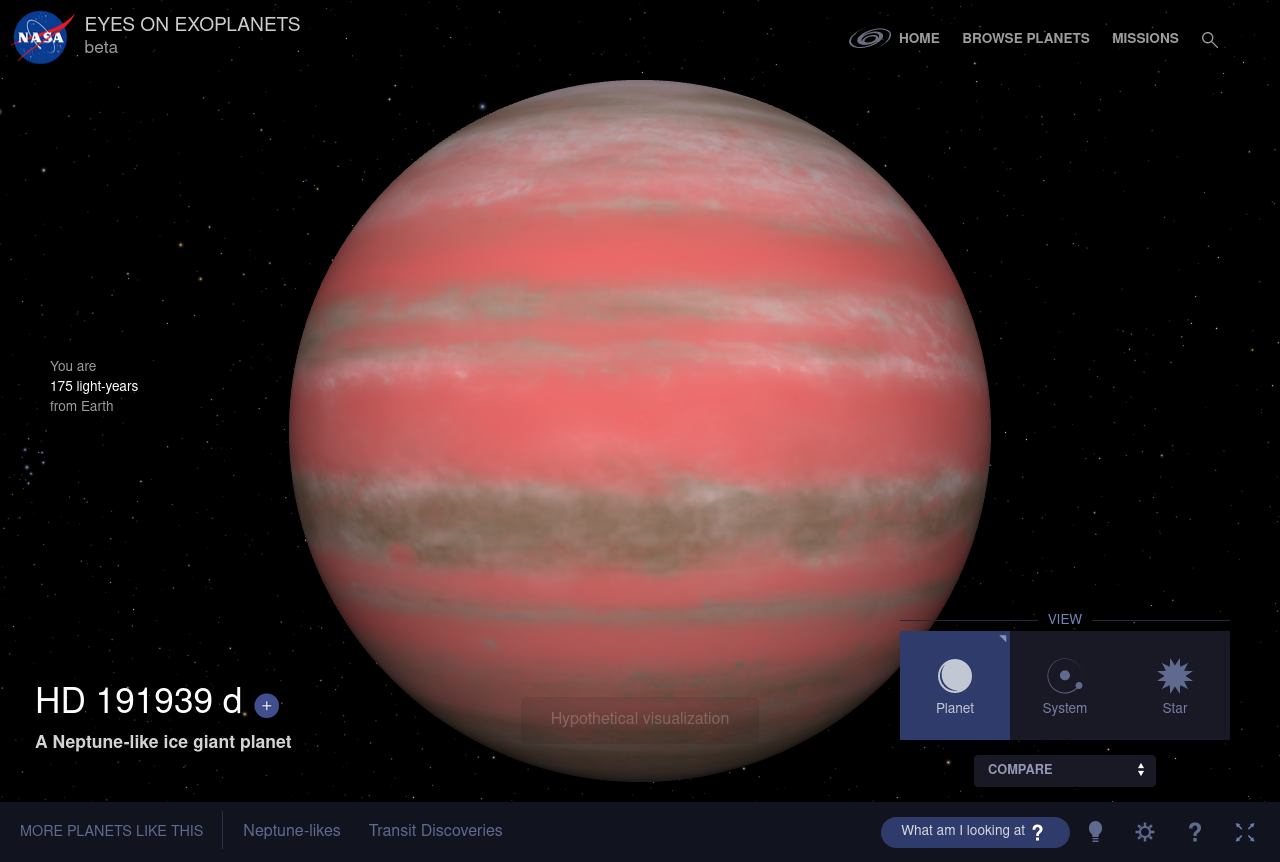 NASA
EYES ON EXOPLANETS
beta
HOME
BROWSE PLANETS
MISSIONS
You are
175 light-years
from Earth
VIEW
Planet
System
Star
HD 191939 d +
A Neptune-like ice giant planet
Hypothetical visualization
COMPARE
MORE PLANETS LIKE THIS
Neptune-likes
Transit Discoveries
What am I looking at ?
?